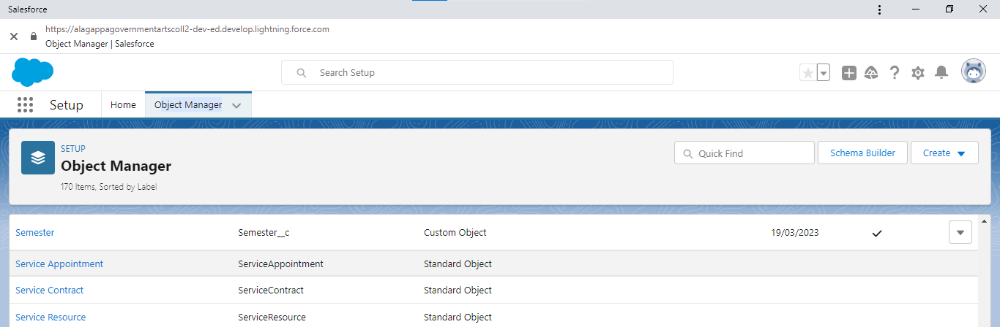 Salesforce
https://alagappagovernmentartscoll2-dev-ed.develop.lightning.force.com
Object Manager | Salesforce
Search Setup
Setup Home Object Manager
SETUP
Object Manager
170 Items, Sorted by Label
Quick Find Schema Builder Create
Semester Semester__c Custom Object 19/03/2023
Service Appointment ServiceAppointment Standard Object
Service Contract ServiceContract Standard Object
Service Resource ServiceResource Standard Object